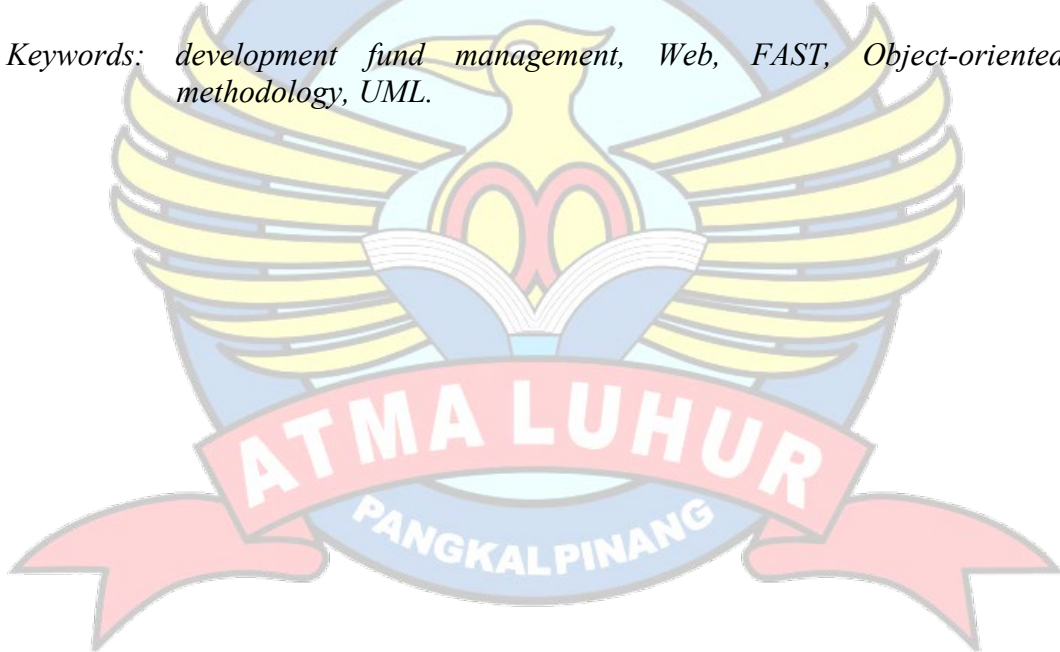 Keywords: development fund management, Web, FAST, Object-oriented
methodology, UML.
ATMA LUHUR
PANGKALPINANG